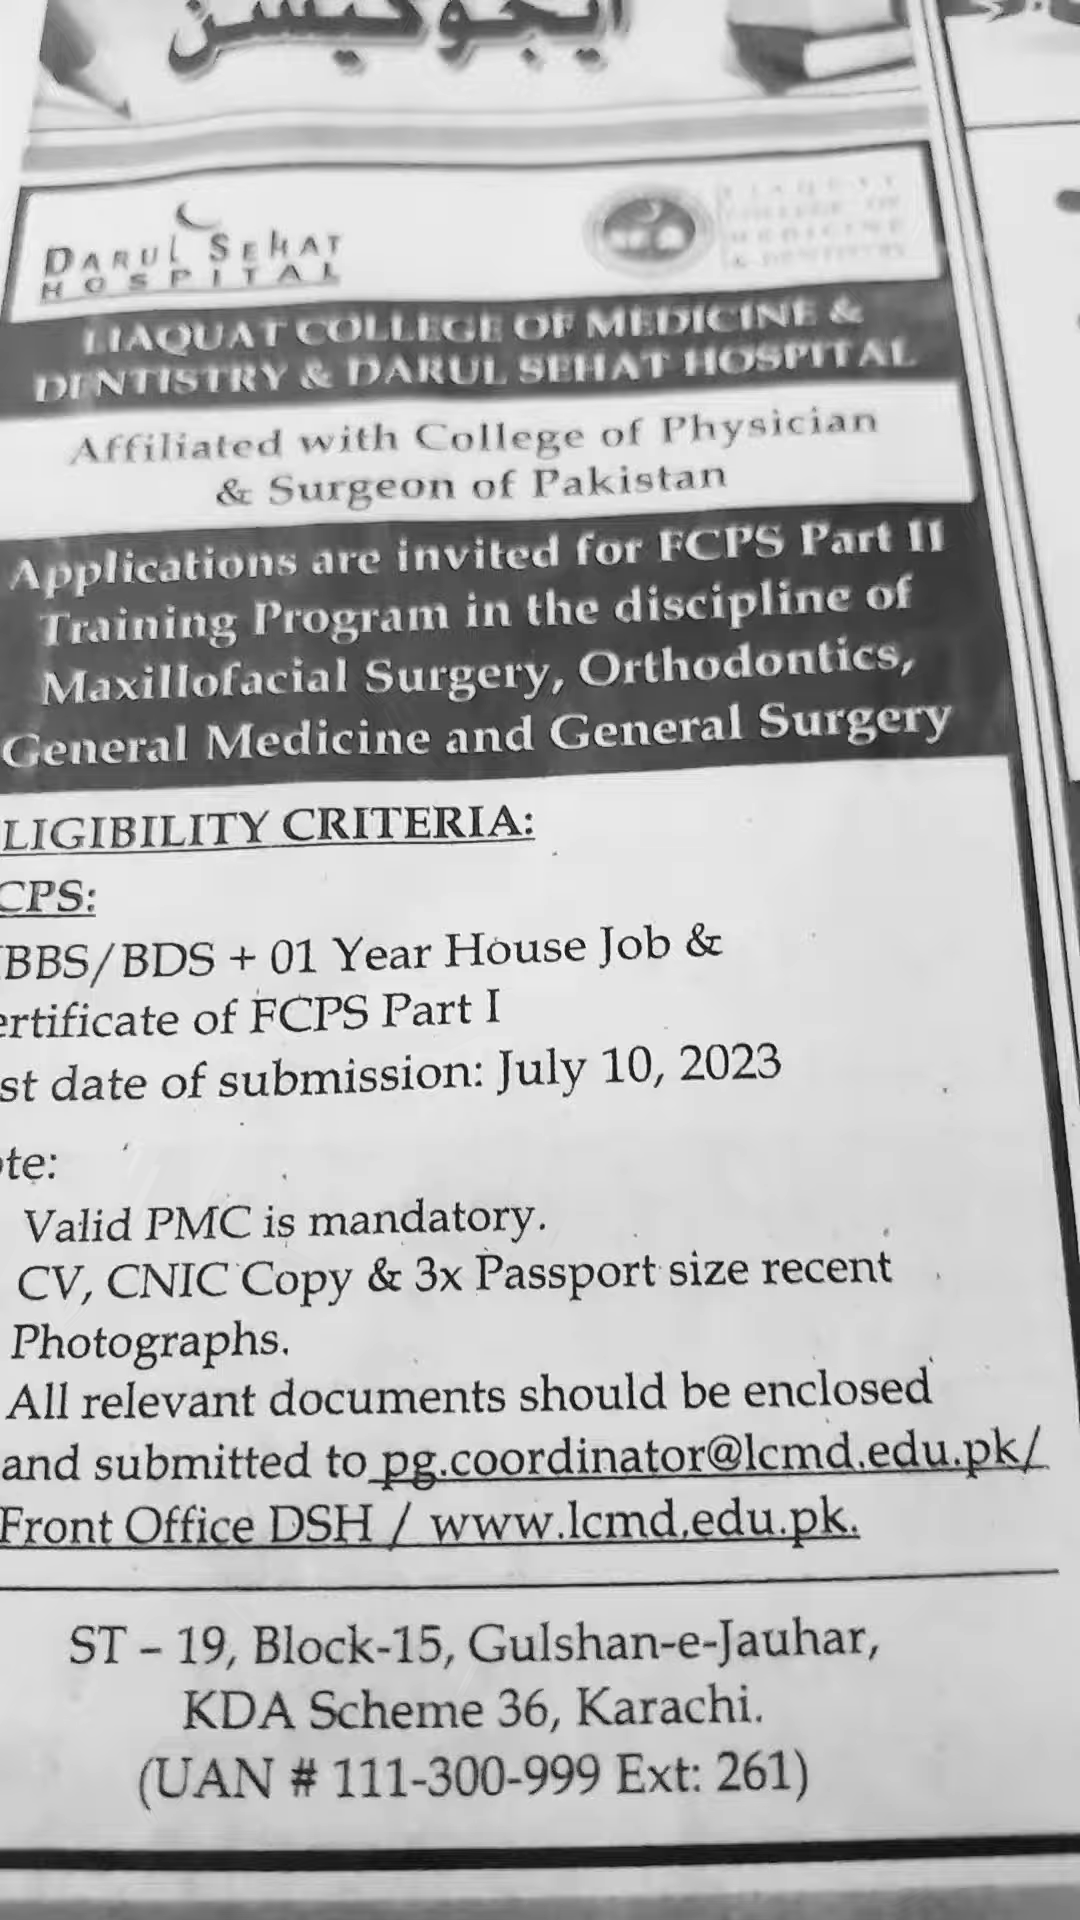 ایجوکیشن
DARUL SEHAT
HOSPITAL
LIAQUAT
COLLEGE OF
MEDICINE
& DENTISTRY
LIAQUAT COLLEGE OF MEDICINE &
DENTISTRY & DARUL SEHAT HOSPITAL
Affiliated with College of Physician
& Surgeon of Pakistan
Applications are invited for FCPS Part II
Training Program in the discipline of
Maxillofacial Surgery, Orthodontics,
General Medicine and General Surgery
LIGIBILITY CRITERIA:
CPS:
BBS/BDS + 01 Year House Job &
ertificate of FCPS Part I
st date of submission: July 10, 2023
te:
Valid PMC is mandatory.
CV, CNIC Copy & 3x Passport size recent
Photographs.
All relevant documents should be enclosed
and submitted to pg.coordinator@lcmd.edu.pk/
Front Office DSH / www.lcmd.edu.pk.
ST – 19, Block-15, Gulshan-e-Jauhar,
KDA Scheme 36, Karachi.
(UAN # 111-300-999 Ext: 261)